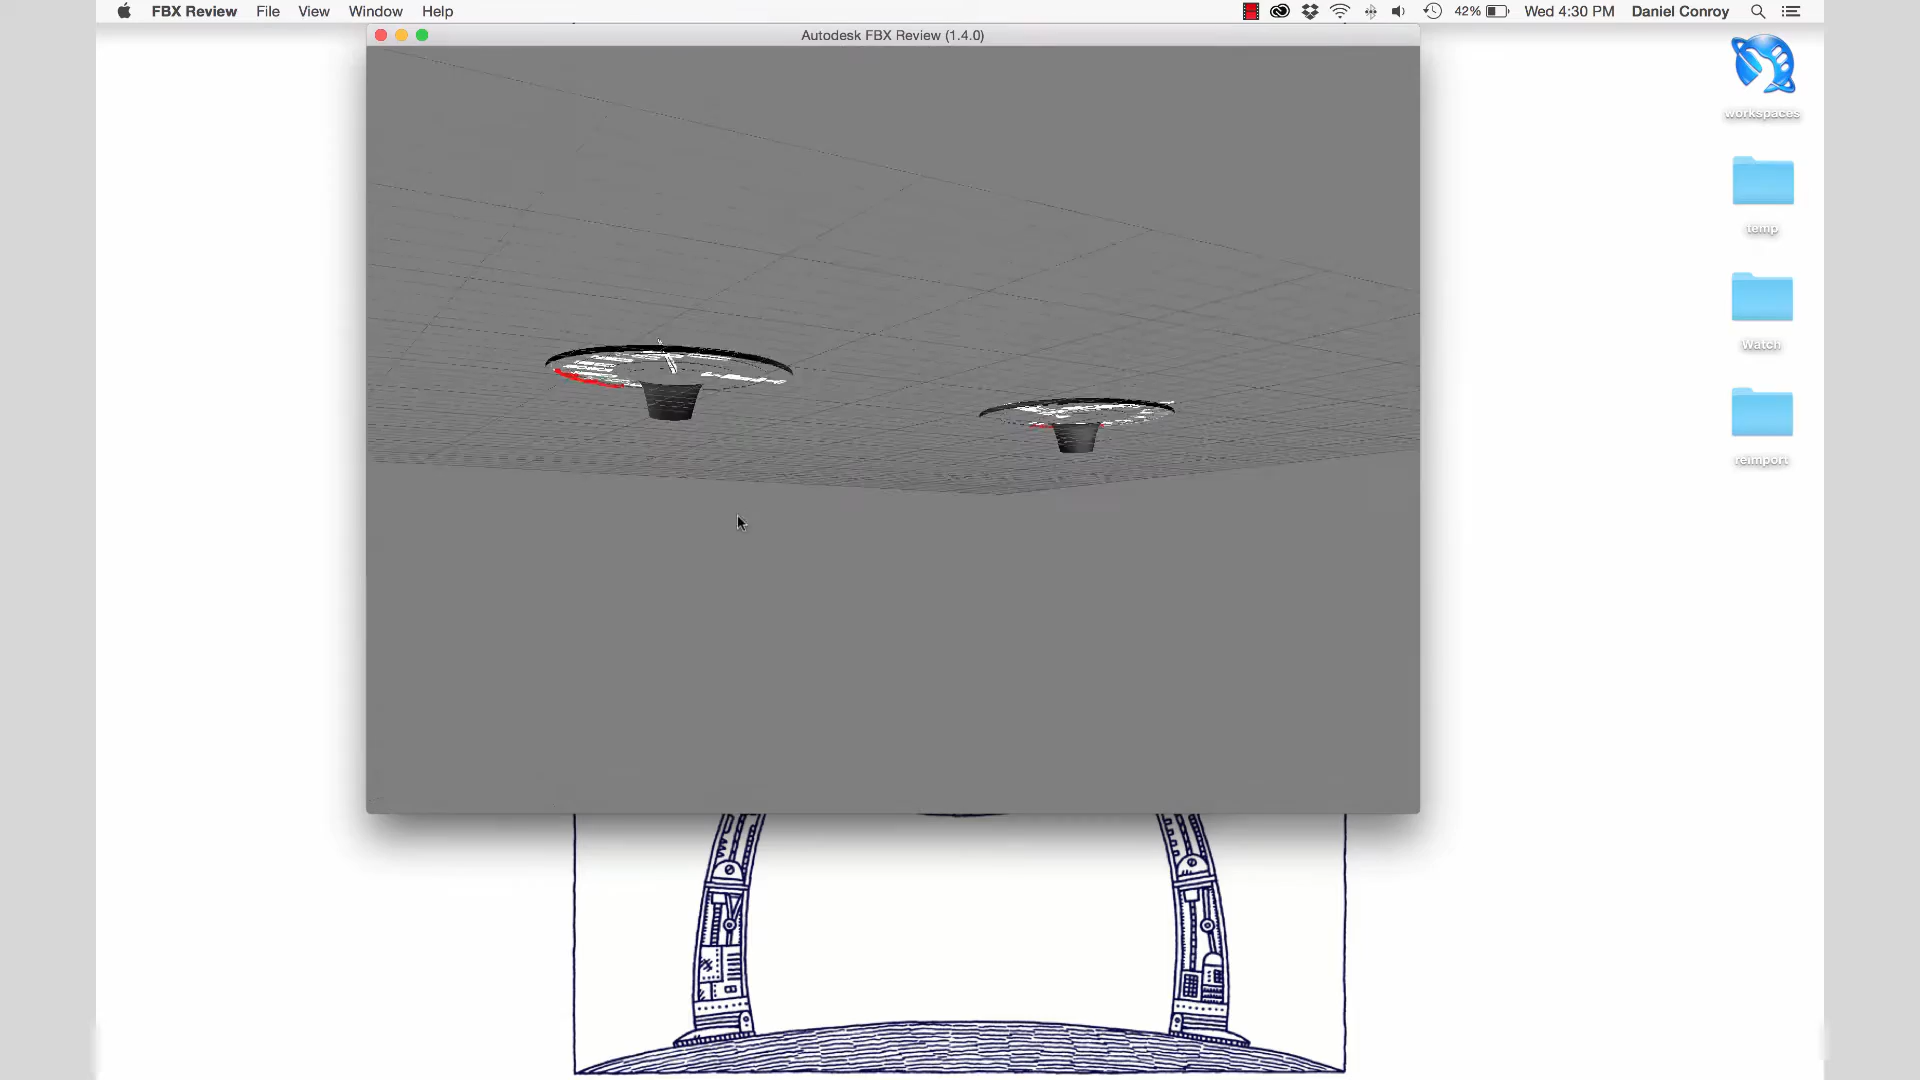 FBX Review File View Window Help 42% Wed 4:30 PM Daniel Conroy
Autodesk FBX Review (1.4.0)
workspaces
temp
Watch
reimport